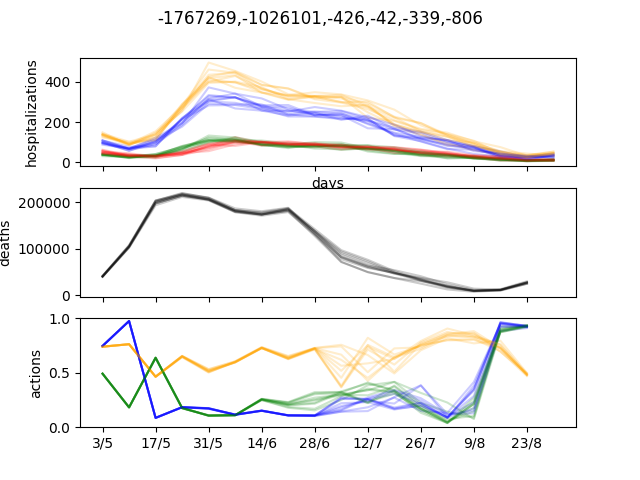 -1767269,-1026101,-426,-42,-339,-806
hospitalizations
400
200
0
days
deaths
200000
100000
0
actions
1.0
0.5
0.0
3/5 17/5 31/5 14/6 28/6 12/7 26/7 9/8 23/8